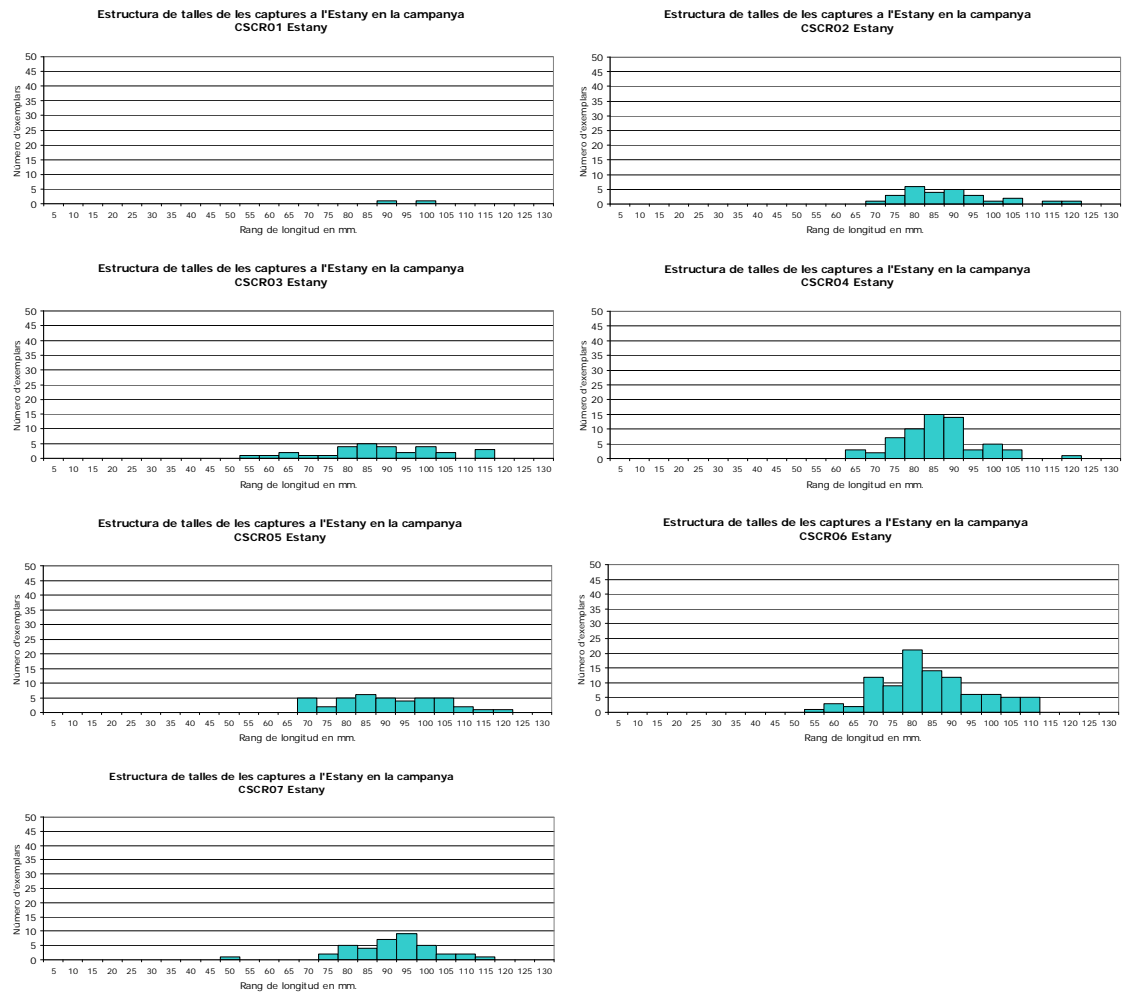 Estructura de talles de les captures a l'Estany en la campanya
CSCR01 Estany
Número d'exemplars
50
45
40
35
30
25
20
15
10
5
0
5 10 15 20 25 30 35 40 45 50 55 60 65 70 75 80 85 90 95 100 105 110 115 120 125 130
Rang de longitud en mm.
Estructura de talles de les captures a l'Estany en la campanya
CSCR02 Estany
Número d'exemplars
50
45
40
35
30
25
20
15
10
5
0
5 10 15 20 25 30 35 40 45 50 55 60 65 70 75 80 85 90 95 100 105 110 115 120 125 130
Rang de longitud en mm.
Estructura de talles de les captures a l'Estany en la campanya
CSCR03 Estany
Número d'exemplars
50
45
40
35
30
25
20
15
10
5
0
5 10 15 20 25 30 35 40 45 50 55 60 65 70 75 80 85 90 95 100 105 110 115 120 125 130
Rang de longitud en mm.
Estructura de talles de les captures a l'Estany en la campanya
CSCR04 Estany
Número d'exemplars
50
45
40
35
30
25
20
15
10
5
0
5 10 15 20 25 30 35 40 45 50 55 60 65 70 75 80 85 90 95 100 105 110 115 120 125 130
Rang de longitud en mm.
Estructura de talles de les captures a l'Estany en la campanya
CSCR05 Estany
Número d'exemplars
50
45
40
35
30
25
20
15
10
5
0
5 10 15 20 25 30 35 40 45 50 55 60 65 70 75 80 85 90 95 100 105 110 115 120 125 130
Rang de longitud en mm.
Estructura de talles de les captures a l'Estany en la campanya
CSCR06 Estany
Número d'exemplars
50
45
40
35
30
25
20
15
10
5
0
5 10 15 20 25 30 35 40 45 50 55 60 65 70 75 80 85 90 95 100 105 110 115 120 125 130
Rang de longitud en mm.
Estructura de talles de les captures a l'Estany en la campanya
CSCR07 Estany
Número d'exemplars
50
45
40
35
30
25
20
15
10
5
0
5 10 15 20 25 30 35 40 45 50 55 60 65 70 75 80 85 90 95 100 105 110 115 120 125 130
Rang de longitud en mm.